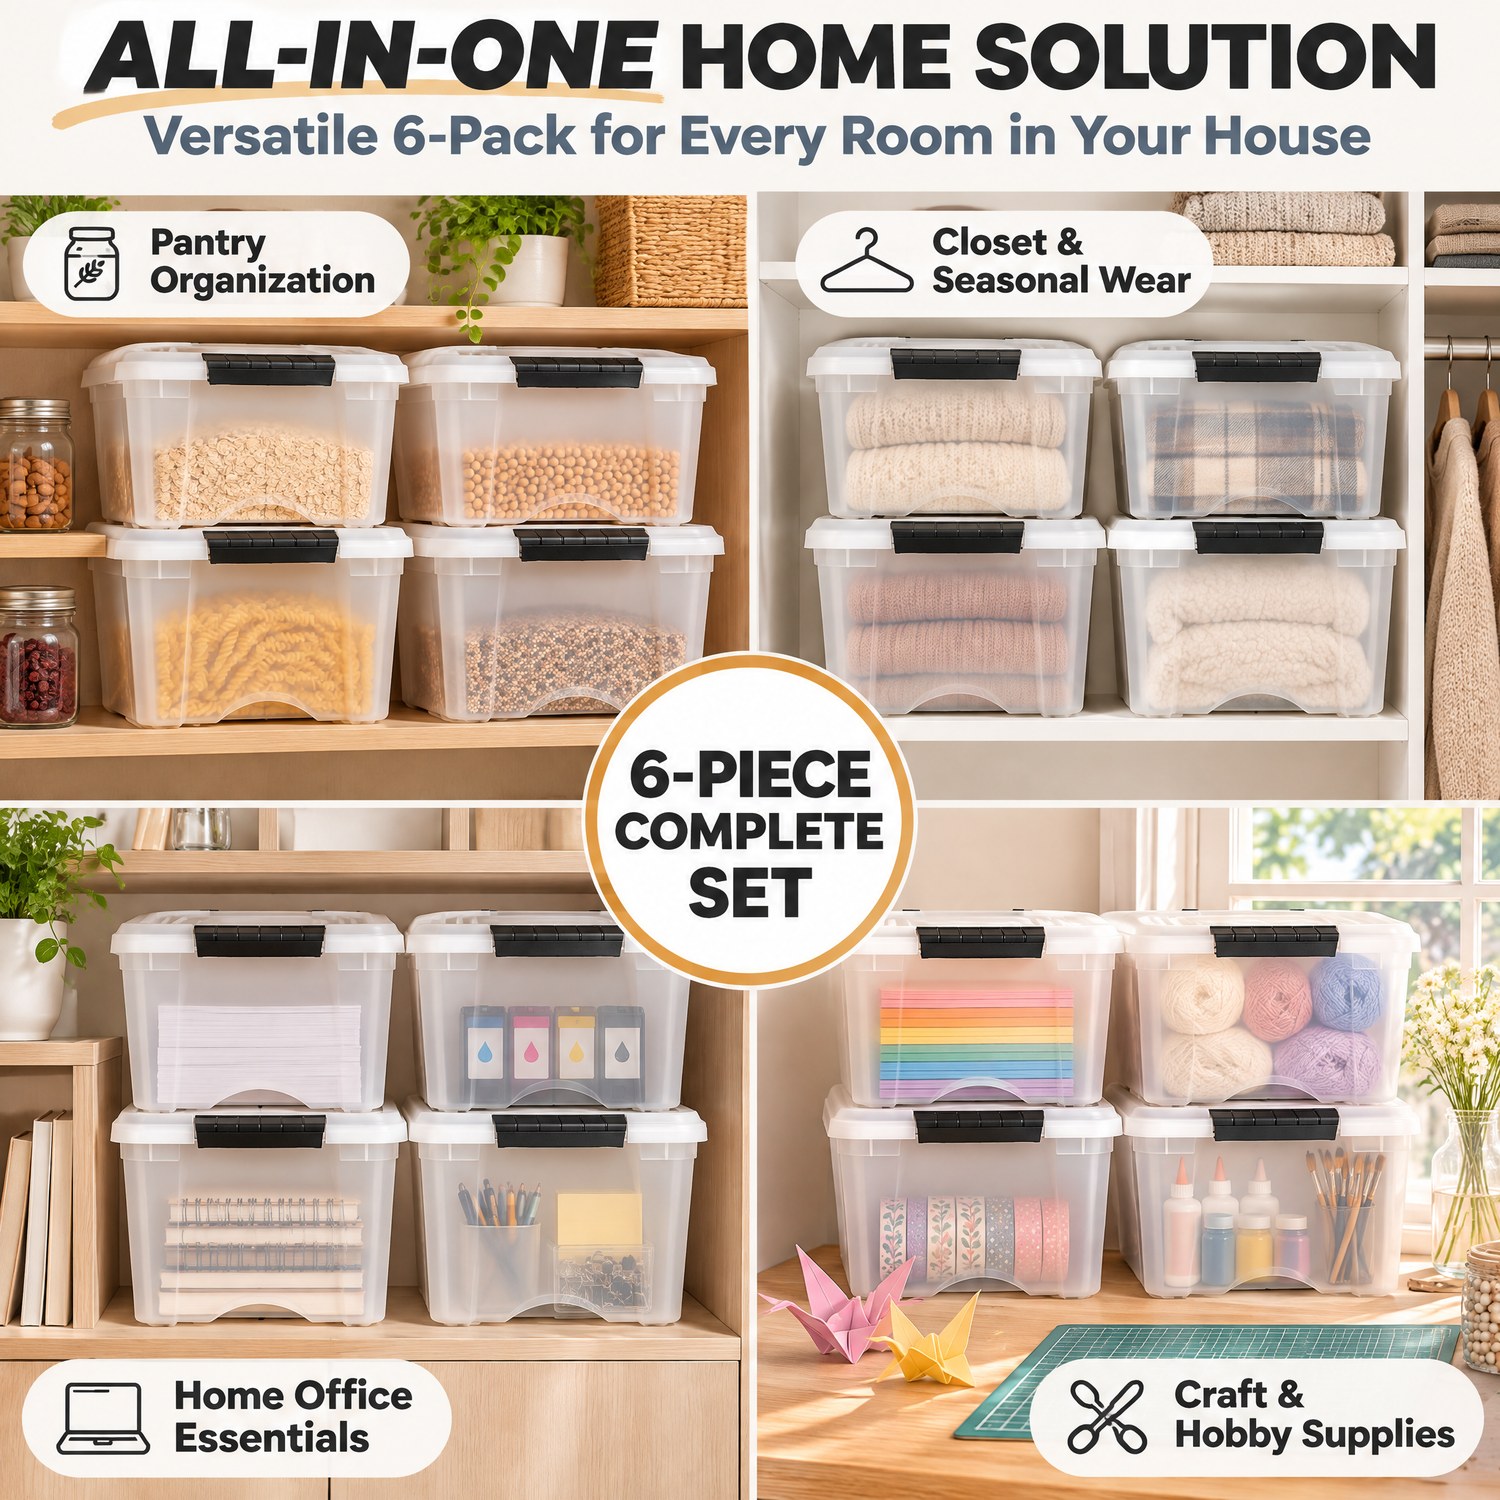 ALL-IN-ONE HOME SOLUTION
Versatile 6-Pack for Every Room in Your House
Pantry
Organization
Closet &
Seasonal Wear
6-PIECE
COMPLETE
SET
Home Office
Essentials
Craft &
Hobby Supplies